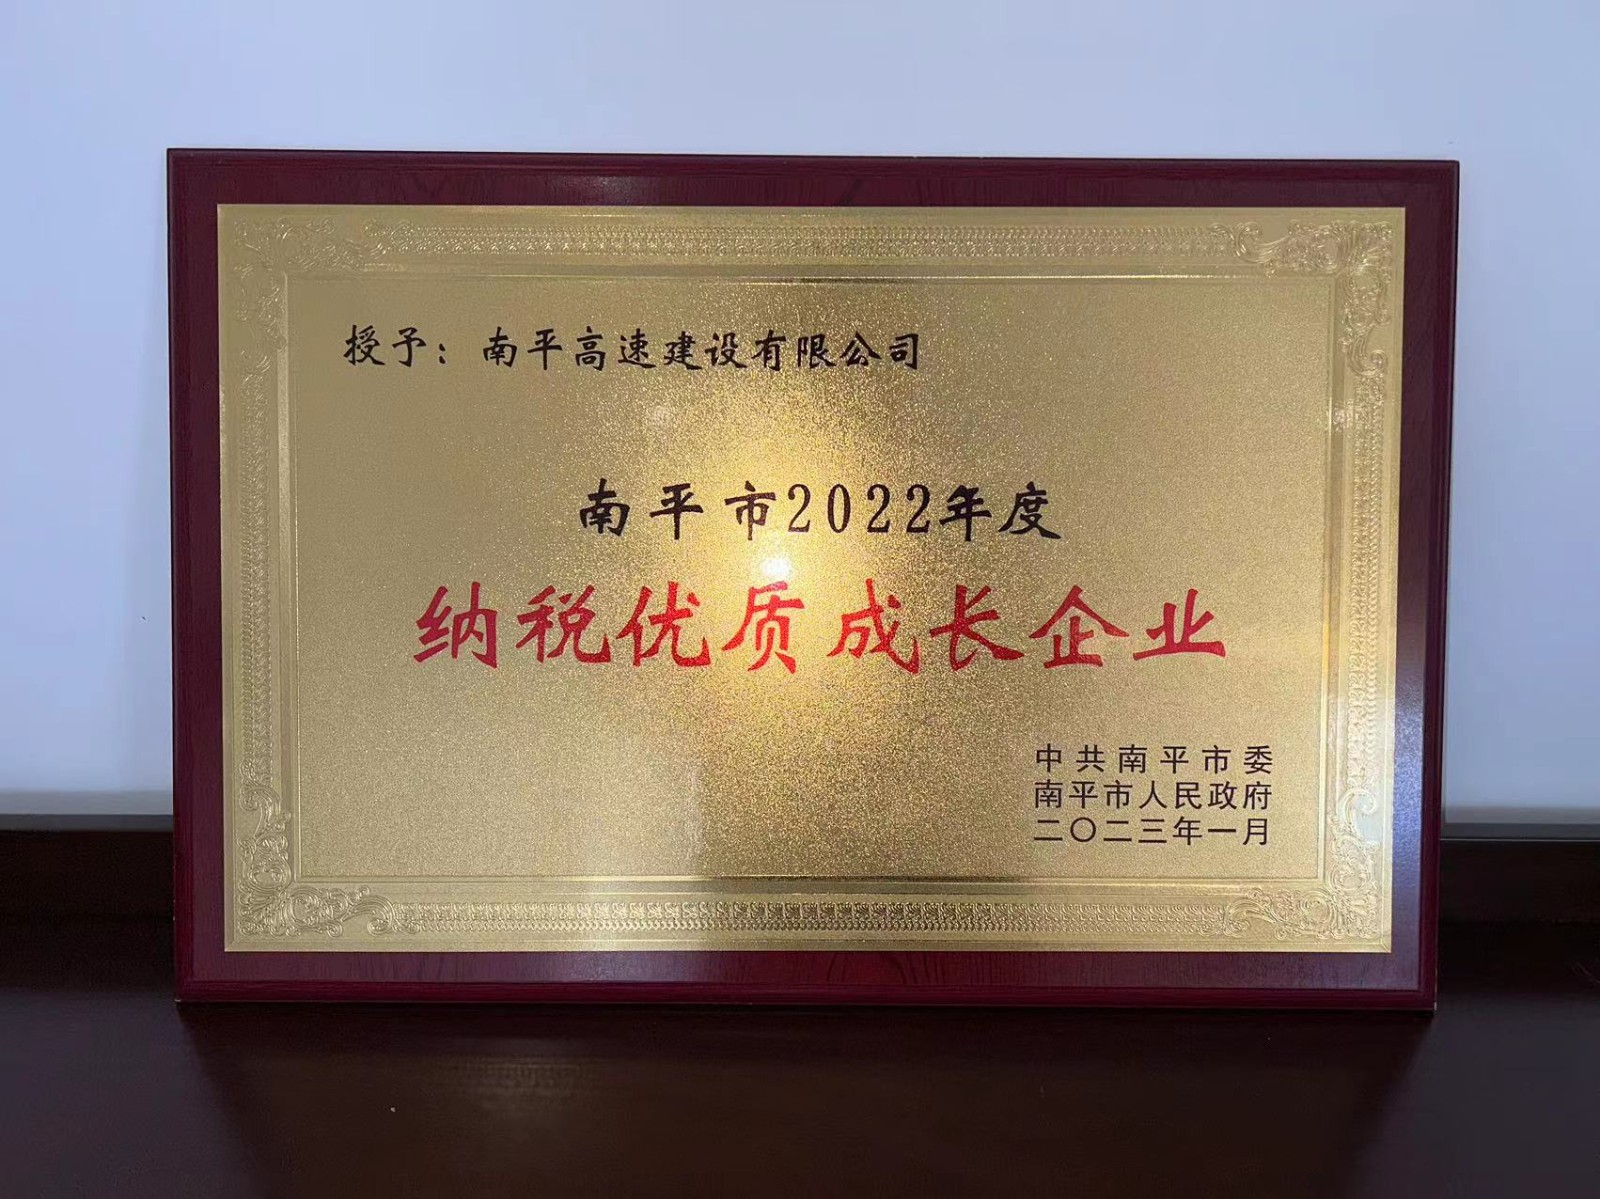 授予：南平高速建设有限公司
南平市2022年度
纳税优质成长企业
中共南平市委
南平市人民政府
二〇二三年一月